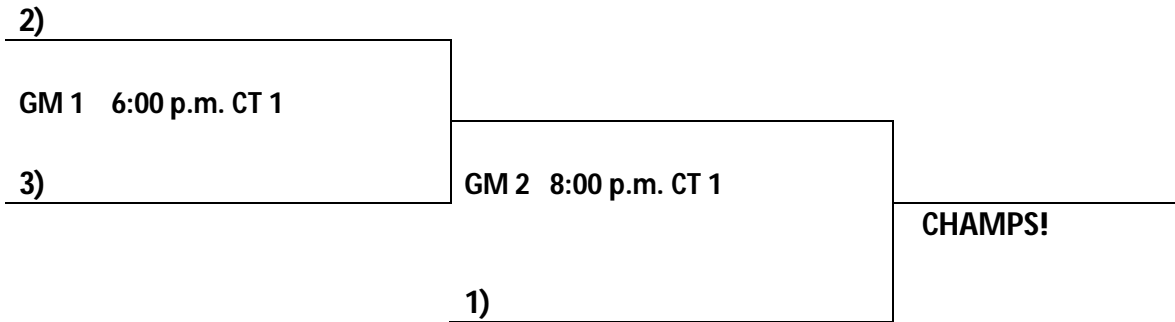 2)
GM 1 6:00 p.m. CT 1
3)
GM 2 8:00 p.m. CT 1
CHAMPS!
1)